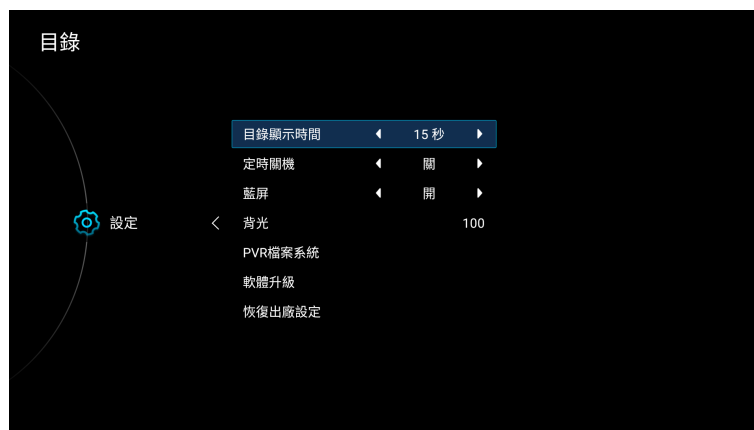 目錄
目錄顯示時間 15 秒
定時關機 關
藍屏 開
設定
背光 100
PVR檔案系統
軟體升級
恢復出廠設定